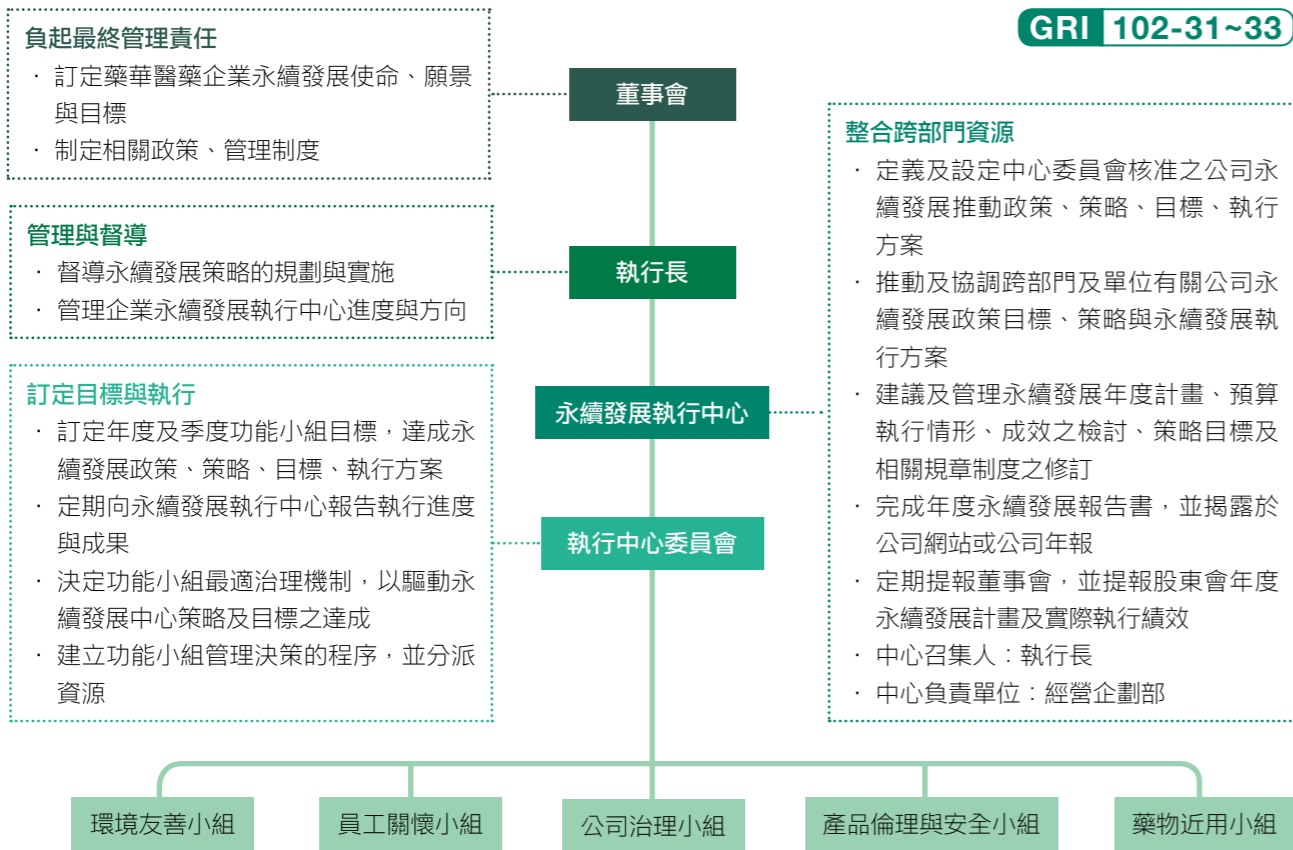 GRI 102-31~33
負起最終管理責任
· 訂定藥華醫藥企業永續發展使命、願景
與目標
· 制定相關政策、管理制度
董事會
管理與督導
· 督導永續發展策略的規劃與實施
· 管理企業永續發展執行中心進度與方向
執行長
訂定目標與執行
· 訂定年度及季度功能小組目標，達成永
續發展政策、策略、目標、執行方案
· 定期向永續發展執行中心報告執行進度
與成果
· 決定功能小組最適治理機制，以驅動永
續發展中心策略及目標之達成
· 建立功能小組管理決策的程序，並分派
資源
永續發展執行中心
執行中心委員會
整合跨部門資源
· 定義及設定中心委員會核准之公司永
續發展推動政策、策略、目標、執行
方案
· 推動及協調跨部門及單位有關公司永
續發展政策目標、策略與永續發展執
行方案
· 建議及管理永續發展年度計畫、預算
執行情形、成效之檢討、策略目標及
相關規章制度之修訂
· 完成年度永續發展報告書，並揭露於
公司網站或公司年報
· 定期提報董事會，並提報股東會年度
永續發展計畫及實際執行績效
· 中心召集人：執行長
· 中心負責單位：經營企劃部
環境友善小組
員工關懷小組
公司治理小組
產品倫理與安全小組
藥物近用小組